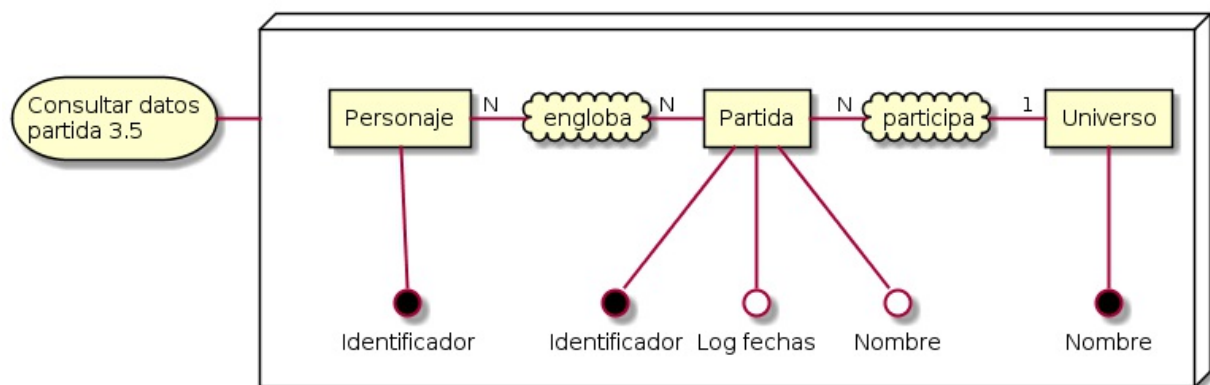 Consultar datos
partida 3.5
Personaje
N
engloba
N
Partida
N
participa
1
Universo
Identificador
Identificador
Log fechas
Nombre
Nombre